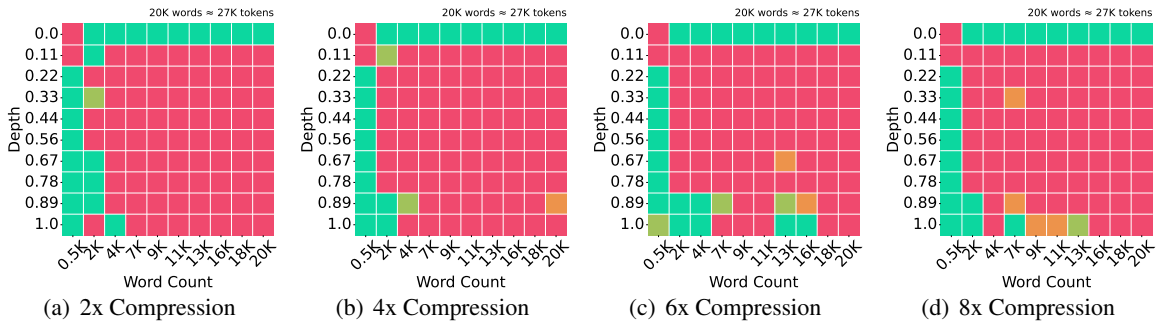 20K words ≈ 27K tokens
Depth
0.0
0.11
0.22
0.33
0.44
0.56
0.67
0.78
0.89
1.0
0.5K 2K 4K 7K 9K 11K 13K 16K 18K 20K
Word Count
(a) 2x Compression
20K words ≈ 27K tokens
Depth
0.0
0.11
0.22
0.33
0.44
0.56
0.67
0.78
0.89
1.0
0.5K 2K 4K 7K 9K 11K 13K 16K 18K 20K
Word Count
(b) 4x Compression
20K words ≈ 27K tokens
Depth
0.0
0.11
0.22
0.33
0.44
0.56
0.67
0.78
0.89
1.0
0.5K 2K 4K 7K 9K 11K 13K 16K 18K 20K
Word Count
(c) 6x Compression
20K words ≈ 27K tokens
Depth
0.0
0.11
0.22
0.33
0.44
0.56
0.67
0.78
0.89
1.0
0.5K 2K 4K 7K 9K 11K 13K 16K 18K 20K
Word Count
(d) 8x Compression